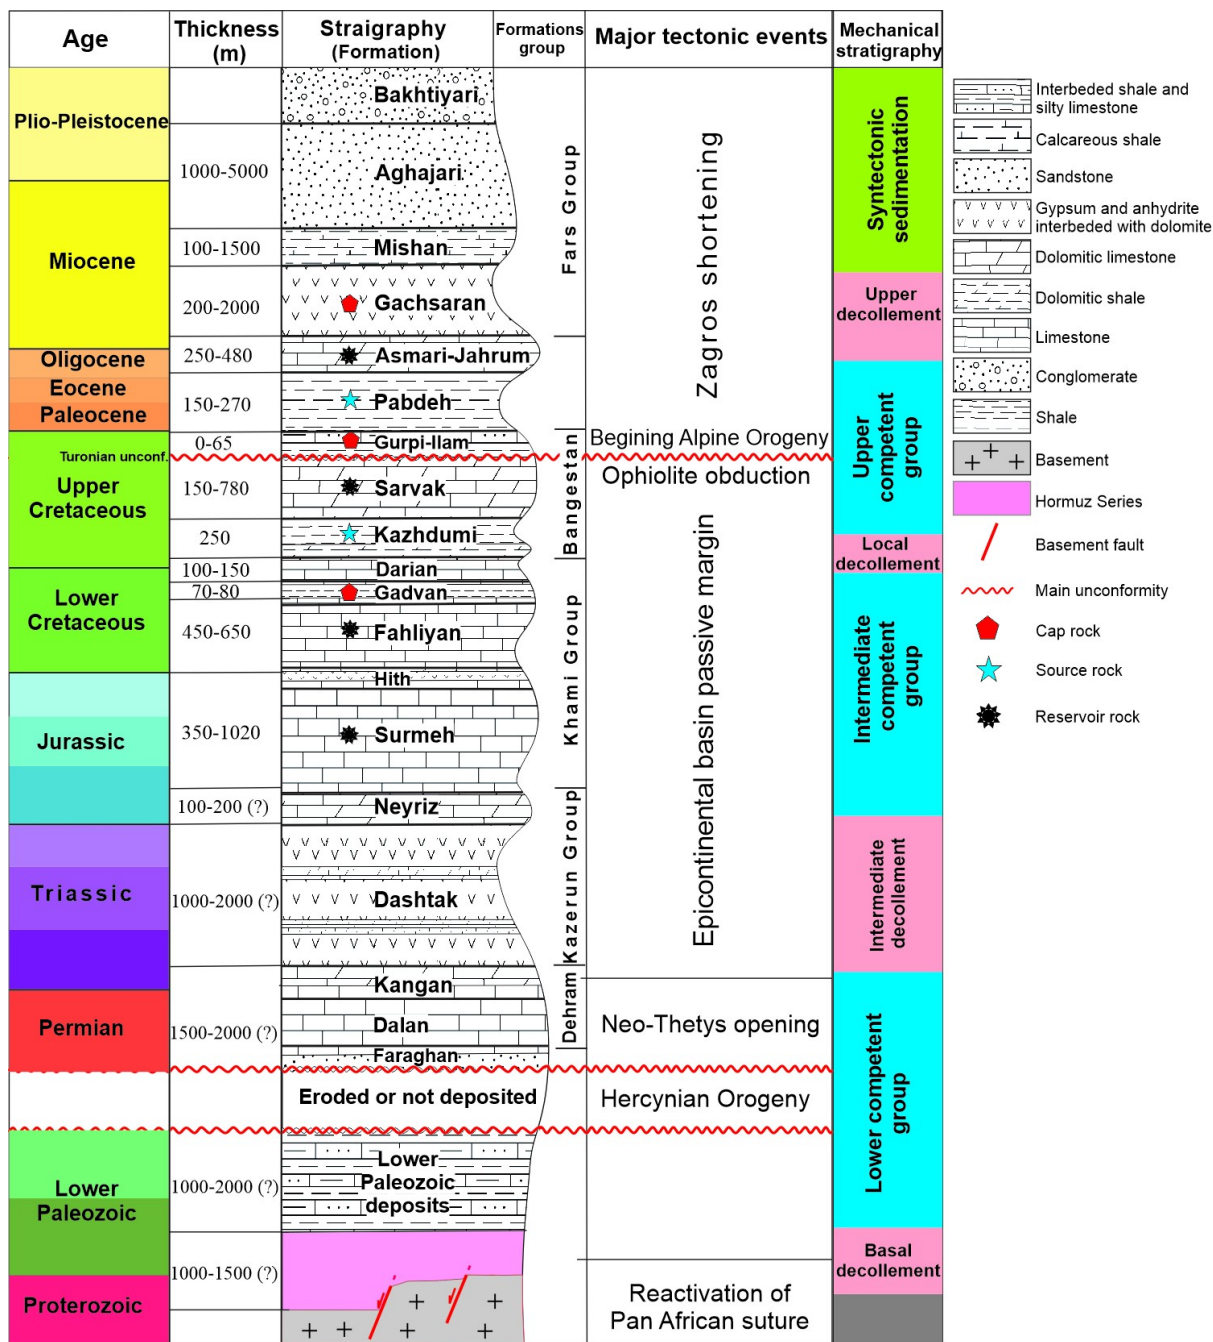 Age
Thickness
(m)
Straigraphy
(Formation)
Formations
group
Major tectonic events
Mechanical
stratigraphy
Plio-Pleistocene
Miocene
Oligocene
Eocene
Paleocene
Turonian unconf.
Upper
Cretaceous
Lower
Cretaceous
Jurassic
Triassic
Permian
Lower
Paleozoic
Proterozoic
1000-5000
100-1500
200-2000
250-480
150-270
0-65
150-780
250
100-150
70-80
450-650
350-1020
100-200 (?)
1000-2000 (?)
1500-2000 (?)
1000-2000 (?)
1000-1500 (?)
Bakhtiyari
Aghajari
Mishan
Gachsaran
Asmari-Jahrum
Pabdeh
Gurpi-Ilam
Sarvak
Kazhdumi
Darian
Gadvan
Fahliyan
Hith
Surmeh
Neyriz
Dashtak
Kangan
Dalan
Faraghan
Eroded or not deposited
Lower
Paleozoic
deposits
Fars Group
Bangestan
Khami Group
Kazerun Group
Dehram
Zagros shortening
Begining Alpine Orogeny
Ophiolite obduction
Epicontinental basin passive margin
Neo-Thetys opening
Hercynian Orogeny
Reactivation of
Pan African suture
Syntectonic
sedimentation
Upper
decollement
Upper competent
group
Local
decollement
Intermediate
competent
group
Intermediate
decollement
Lower competent
group
Basal
decollement
Interbeded shale and
silty limestone
Calcareous shale
Sandstone
Gypsum and anhydrite
interbeded with dolomite
Dolomitic limestone
Dolomitic shale
Limestone
Conglomerate
Shale
Basement
Hormuz Series
Basement fault
Main unconformity
Cap rock
Source rock
Reservoir rock